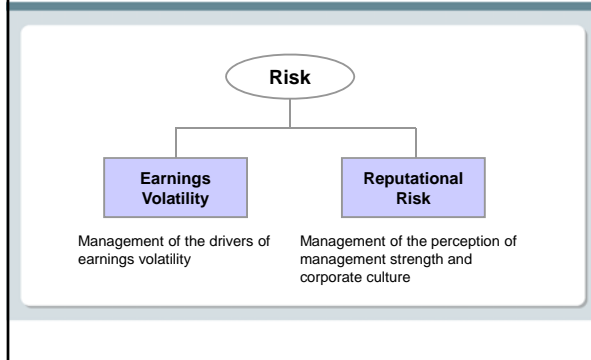 Risk
Earnings
Volatility
Reputational
Risk
Management of the drivers of
earnings volatility
Management of the perception of
management strength and
corporate culture